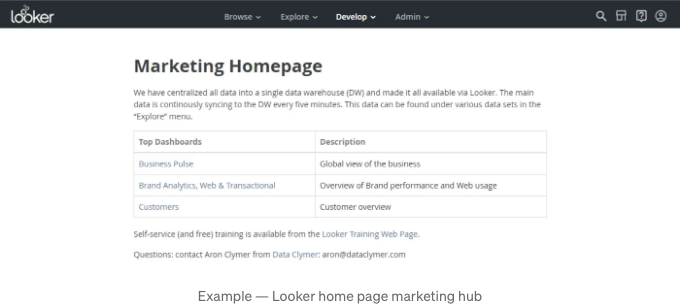 looker
Browse Explore Develop Admin
Marketing Homepage
We have centralized all data into a single data warehouse (DW) and made it all available via Looker. The main
data is continously syncing to the DW every five minutes. This data can be found under various data sets in the
“Explore” menu.
Top Dashboards Description
Business Pulse Global view of the business
Brand Analytics, Web & Transactional Overview of Brand performance and Web usage
Customers Customer overview
Self-service (and free) training is available from the Looker Training Web Page.
Questions: contact Aron Clymer from Data Clymer: aron@dataclymer.com
Example — Looker home page marketing hub